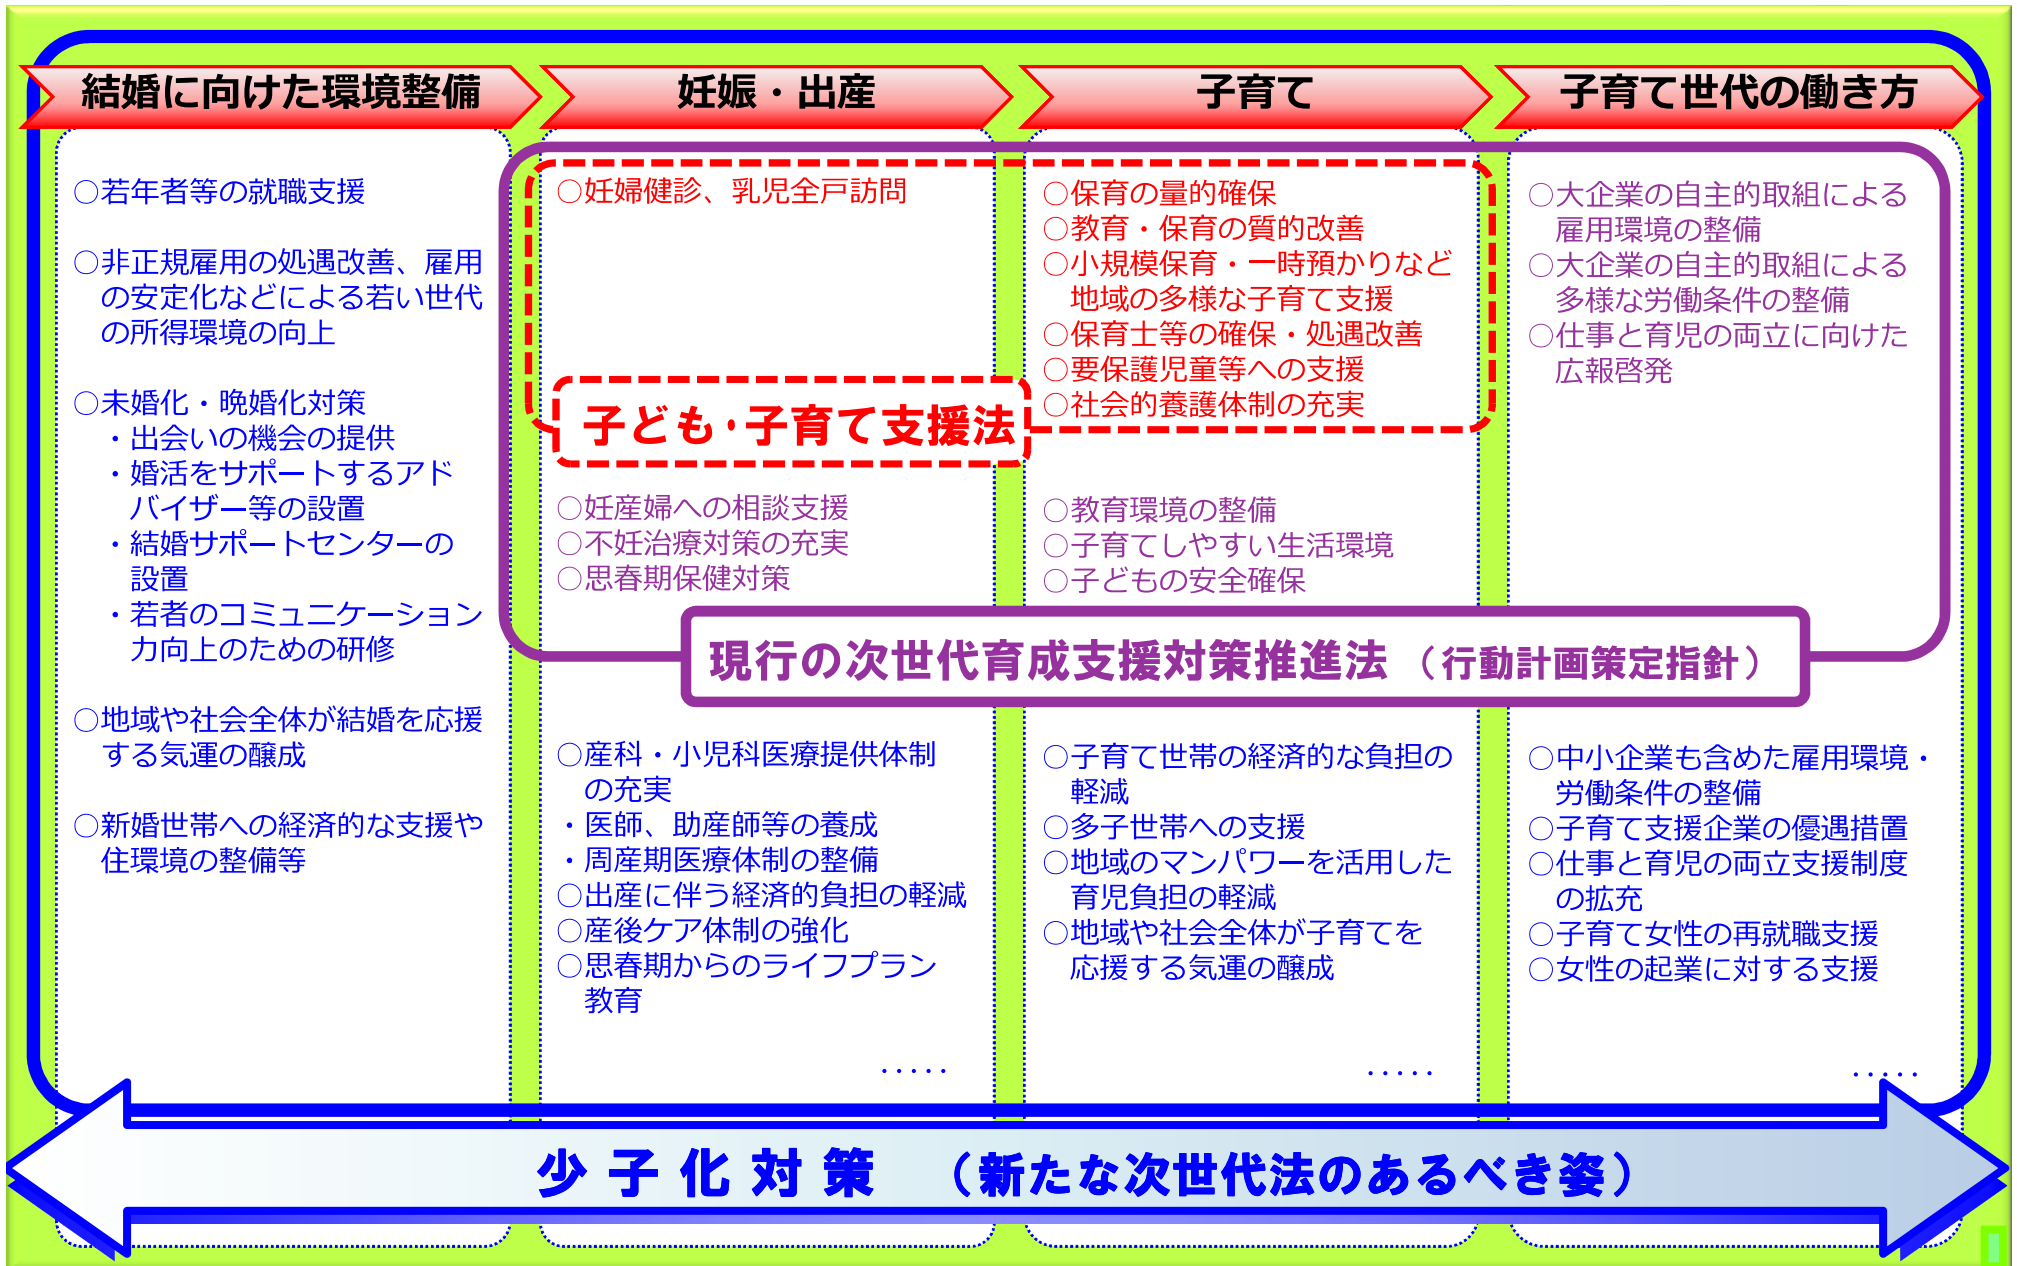 結婚に向けた環境整備
○若年者等の就職支援
○非正規雇用の処遇改善、雇用
の安定化などによる若い世代
の所得環境の向上
○未婚化・晩婚化対策
・出会いの機会の提供
・婚活をサポートするアド
バイザー等の設置
・結婚サポートセンターの
設置
・若者のコミュニケーション
力向上のための研修
○地域や社会全体が結婚を応援
する気運の醸成
○新婚世帯への経済的な支援や
住環境の整備等
妊娠・出産
○妊婦健診、乳児全戸訪問
子ども・子育て支援法
○妊産婦への相談支援
○不妊治療対策の充実
○思春期保健対策
○産科・小児科医療提供体制
の充実
・医師、助産師等の養成
・周産期医療体制の整備
○出産に伴う経済的負担の軽減
○産後ケア体制の強化
○思春期からのライフプラン
教育
・・・・・
子育て
○保育の量的確保
○教育・保育の質的改善
○小規模保育・一時預かりなど
地域の多様な子育て支援
○保育士等の確保・処遇改善
○要保護児童等への支援
○社会的養護体制の充実
○教育環境の整備
○子育てしやすい生活環境
○子どもの安全確保
現行の次世代育成支援対策推進法（行動計画策定指針）
○子育て世帯の経済的な負担の
軽減
○多子世帯への支援
○地域のマンパワーを活用した
育児負担の軽減
○地域や社会全体が子育てを
応援する気運の醸成
・・・・・
子育て世代の働き方
○大企業の自主的取組による
雇用環境の整備
○大企業の自主的取組による
多様な労働条件の整備
○仕事と育児の両立に向けた
広報啓発
○中小企業も含めた雇用環境・
労働条件の整備
○子育て支援企業の優遇措置
○仕事と育児の両立支援制度
の拡充
○子育て女性の再就職支援
○女性の起業に対する支援
・・・・・
少子化対策 （新たな次世代法のあるべき姿）